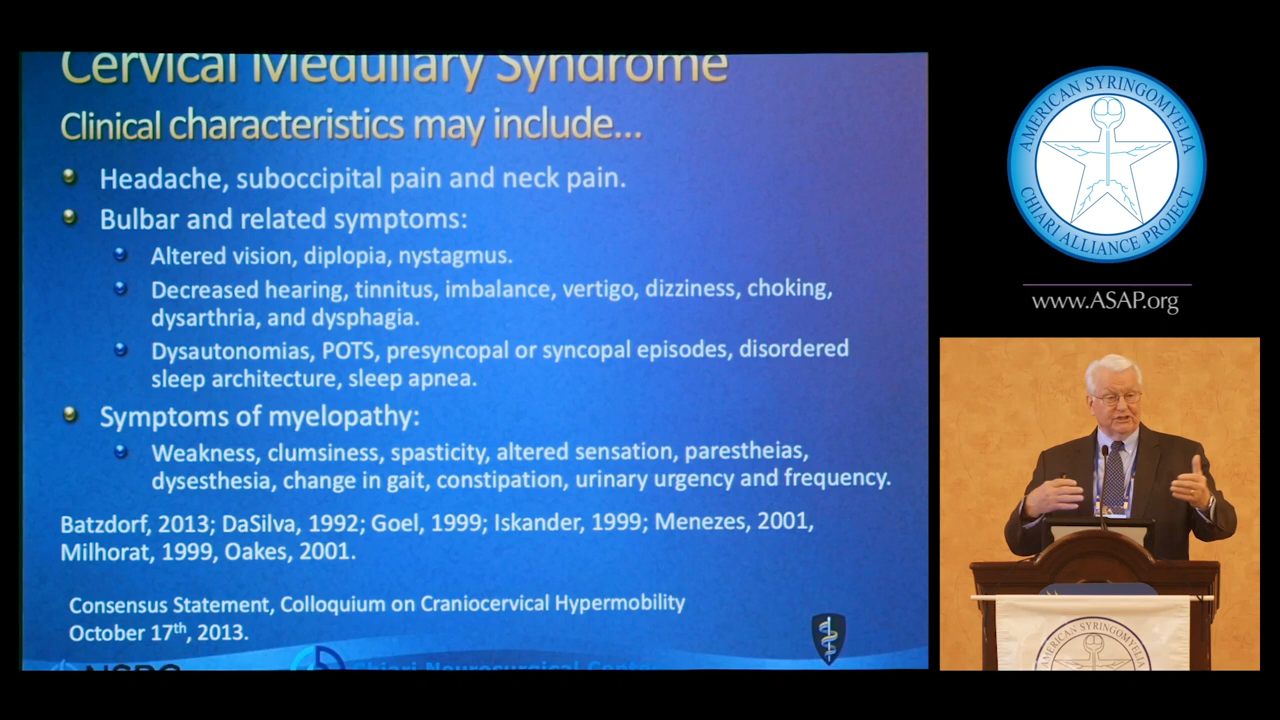 Cervical Medullary Syndrome
Clinical characteristics may include...
Headache, suboccipital pain and neck pain.
Bulbar and related symptoms:
Altered vision, diplopia, nystagmus.
Decreased hearing, tinnitus, imbalance, vertigo, dizziness, choking,
dysarthria, and dysphagia.
Dysautonomias, POTS, presyncopal or syncopal episodes, disordered
sleep architecture, sleep apnea.
Symptoms of myelopathy:
Weakness, clumsiness, spasticity, altered sensation, parestheias,
dysesthesia, change in gait, constipation, urinary urgency and frequency.
Batzdorf, 2013; DaSilva, 1992; Goel, 1999; Iskander, 1999; Menezes, 2001,
Milhorat, 1999, Oakes, 2001.
Consensus Statement, Colloquium on Craniocervical Hypermobility
October 17th, 2013.
Chiari Neurosurgical
AMERICAN SYRINGOMYELIA
CHIARI ALLIANCE PROJECT
www.ASAP.org
AMERICAN SYRINGOMYELIA